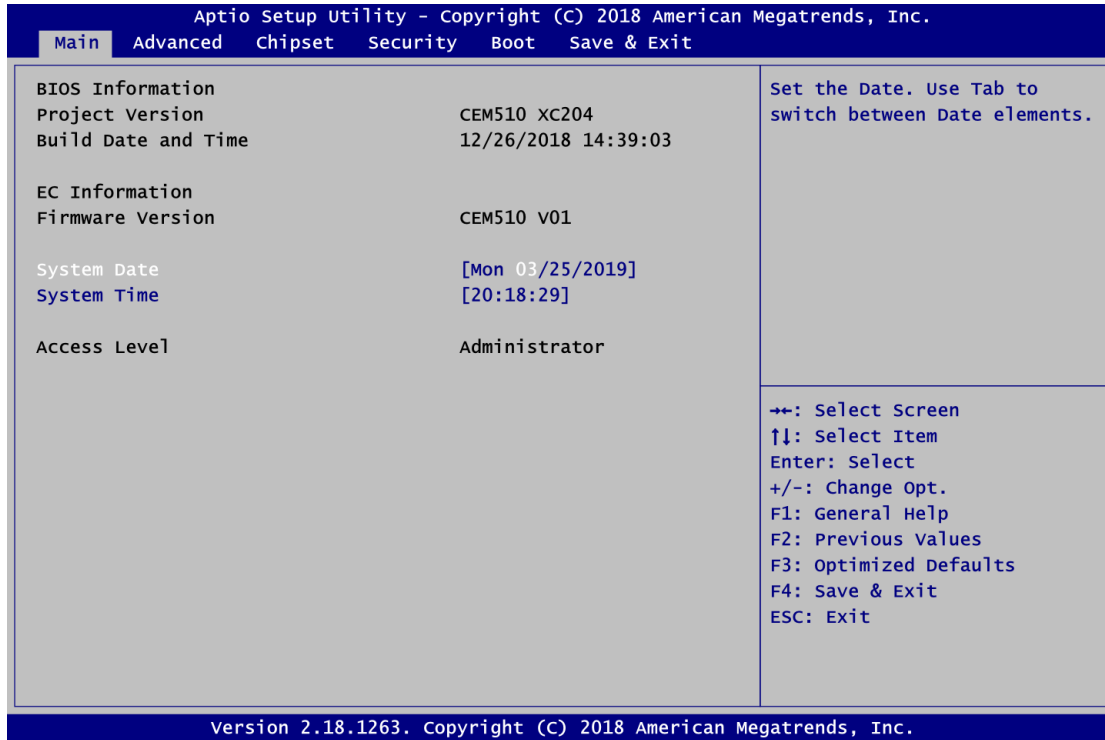 Aptio Setup Utility - Copyright (C) 2018 American Megatrends, Inc.
Main Advanced Chipset Security Boot Save & Exit
BIOS Information
Project Version CEM510 XC204
Build Date and Time 12/26/2018 14:39:03
EC Information
Firmware Version CEM510 V01
System Date [Mon 03/25/2019]
System Time [20:18:29]
Access Level Administrator
Set the Date. Use Tab to
switch between Date elements.
→←: Select Screen
↑↓: Select Item
Enter: Select
+/-: Change Opt.
F1: General Help
F2: Previous Values
F3: Optimized Defaults
F4: Save & Exit
ESC: Exit
Version 2.18.1263. Copyright (C) 2018 American Megatrends, Inc.